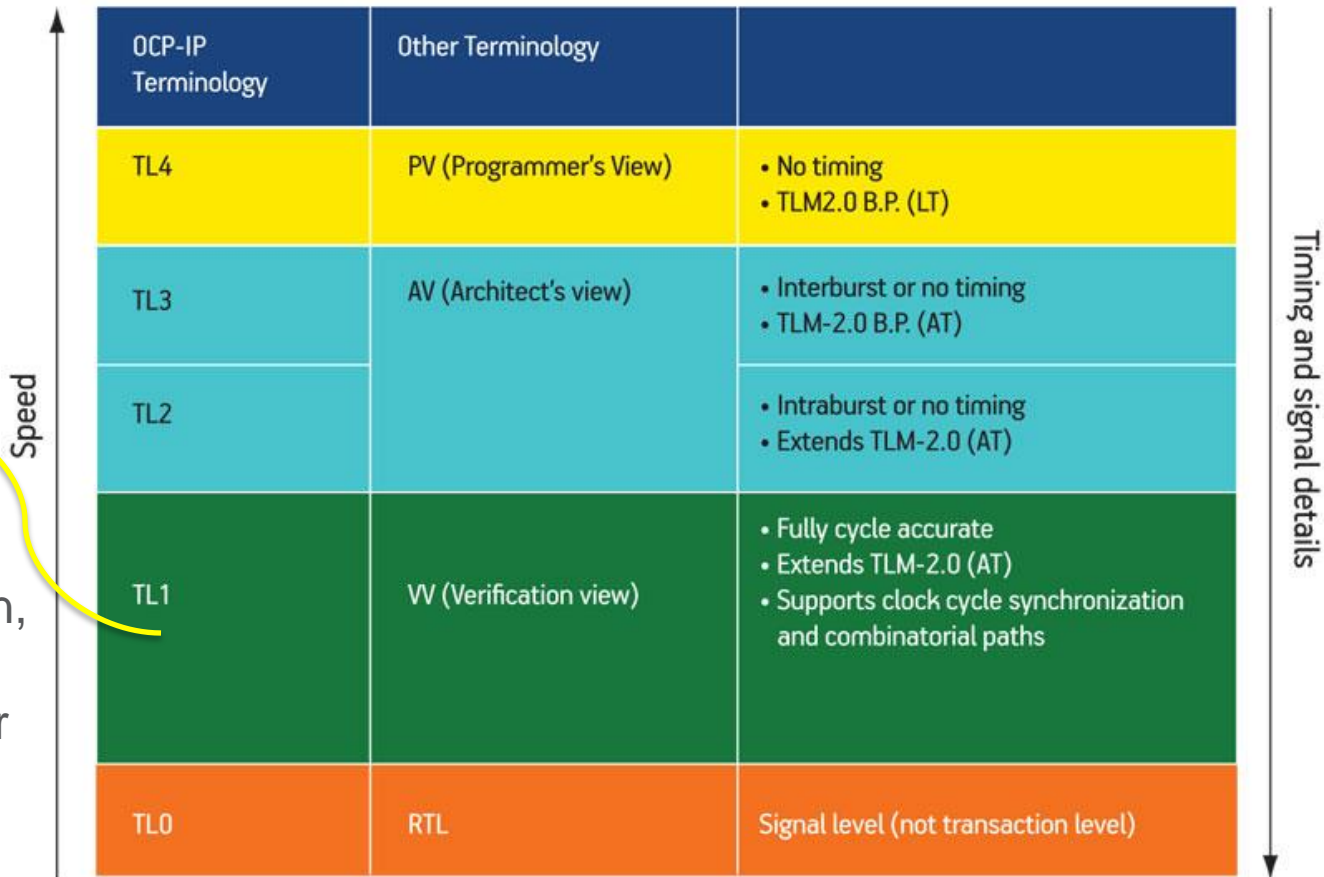 OCP-IP
Terminology
Other Terminology
TL4
PV (Programmer's View)
• No timing
• TLM2.0 B.P. (LT)
TL3
AV (Architect's view)
• Interburst or no timing
• TLM-2.0 B.P. (AT)
TL2
• Intraburst or no timing
• Extends TLM-2.0 (AT)
TL1
VV (Verification view)
• Fully cycle accurate
• Extends TLM-2.0 (AT)
• Supports clock cycle synchronization
and combinatorial paths
TL0
RTL
Signal level (not transaction level)
Speed
Timing and signal details